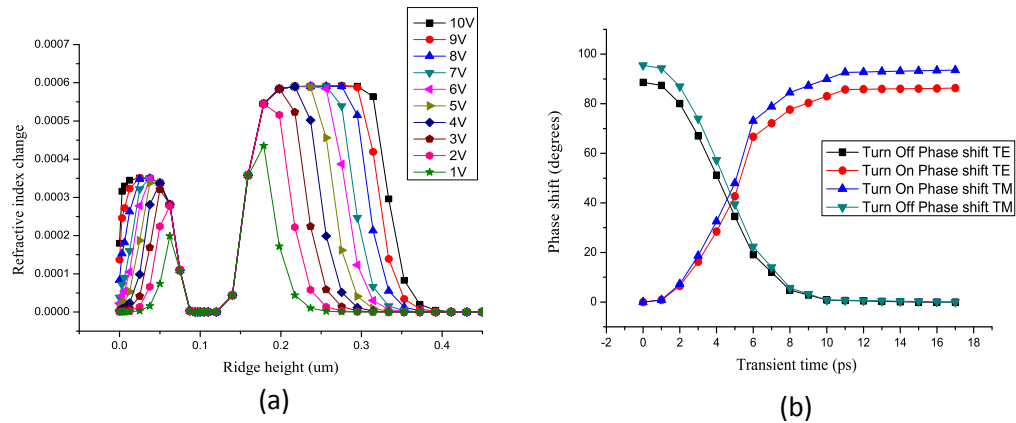 10V
9V
8V
7V
6V
5V
4V
3V
2V
1V
0.0007
0.0006
0.0005
0.0004
0.0003
0.0002
0.0001
0.0000
Refractive index change
0.0 0.1 0.2 0.3 0.4
Ridge height (um)
(a)
100
80
60
40
20
0
Phase shift (degrees)
Turn Off Phase shift TE
Turn On Phase shift TE
Turn On Phase shift TM
Turn Off Phase shift TM
-2 0 2 4 6 8 10 12 14 16 18
Transient time (ps)
(b)